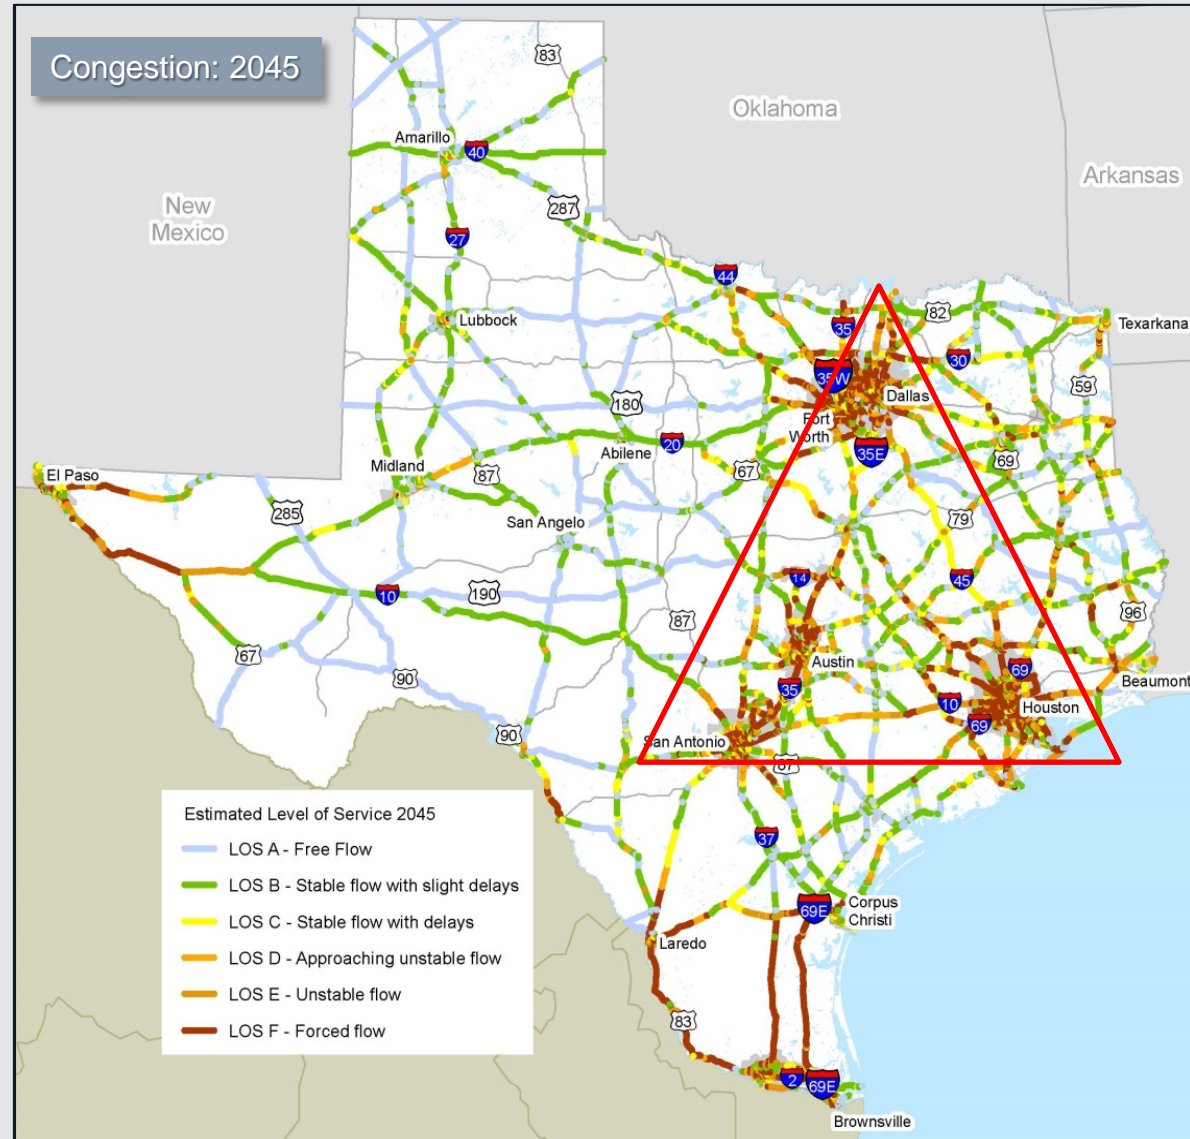 Congestion: 2045
83
Oklahoma
Amarillo
40
Arkansas
New
Mexico
287
27
44
82
Lubbock
35
Texarkana
30
35W
59
Dallas
180
Fort
Worth
20
Abilene
35E
69
Midland
67
El Paso
87
285
79
San Angelo
14
45
10
190
96
87
67
Austin
69
90
35
Beaumont
10
Houston
69
90
San Antonio
87
Estimated Level of Service 2045
LOS A - Free Flow
LOS B - Stable flow with slight delays
LOS C - Stable flow with delays
LOS D - Approaching unstable flow
LOS E - Unstable flow
LOS F - Forced flow
37
69E
Corpus
Christi
Laredo
83
2
69E
Brownsville